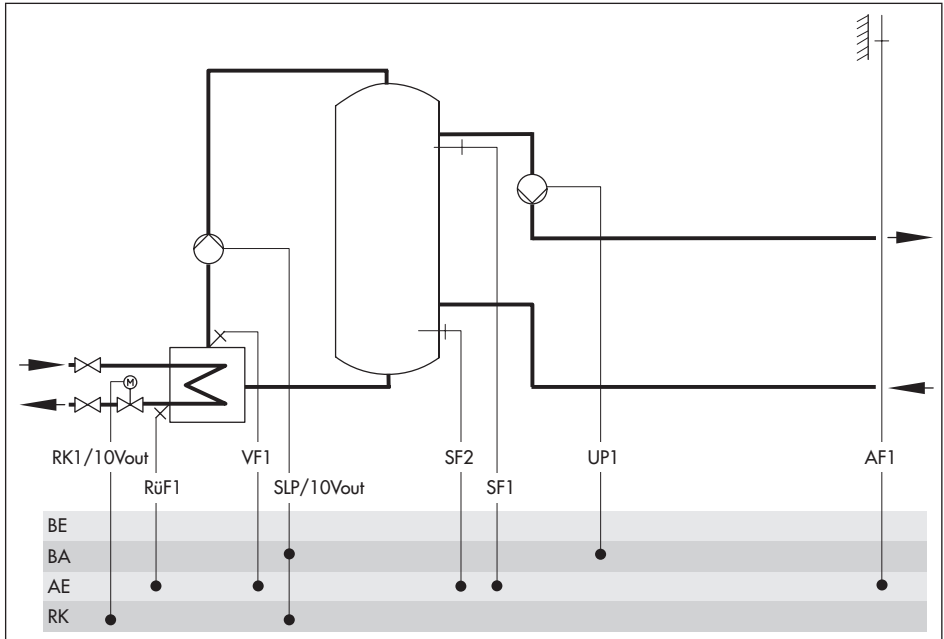 M
RK1/10Vout VF1 SF2 UP1 AF1
RüF1 SLP/10Vout SF1
BE
BA
AE
RK